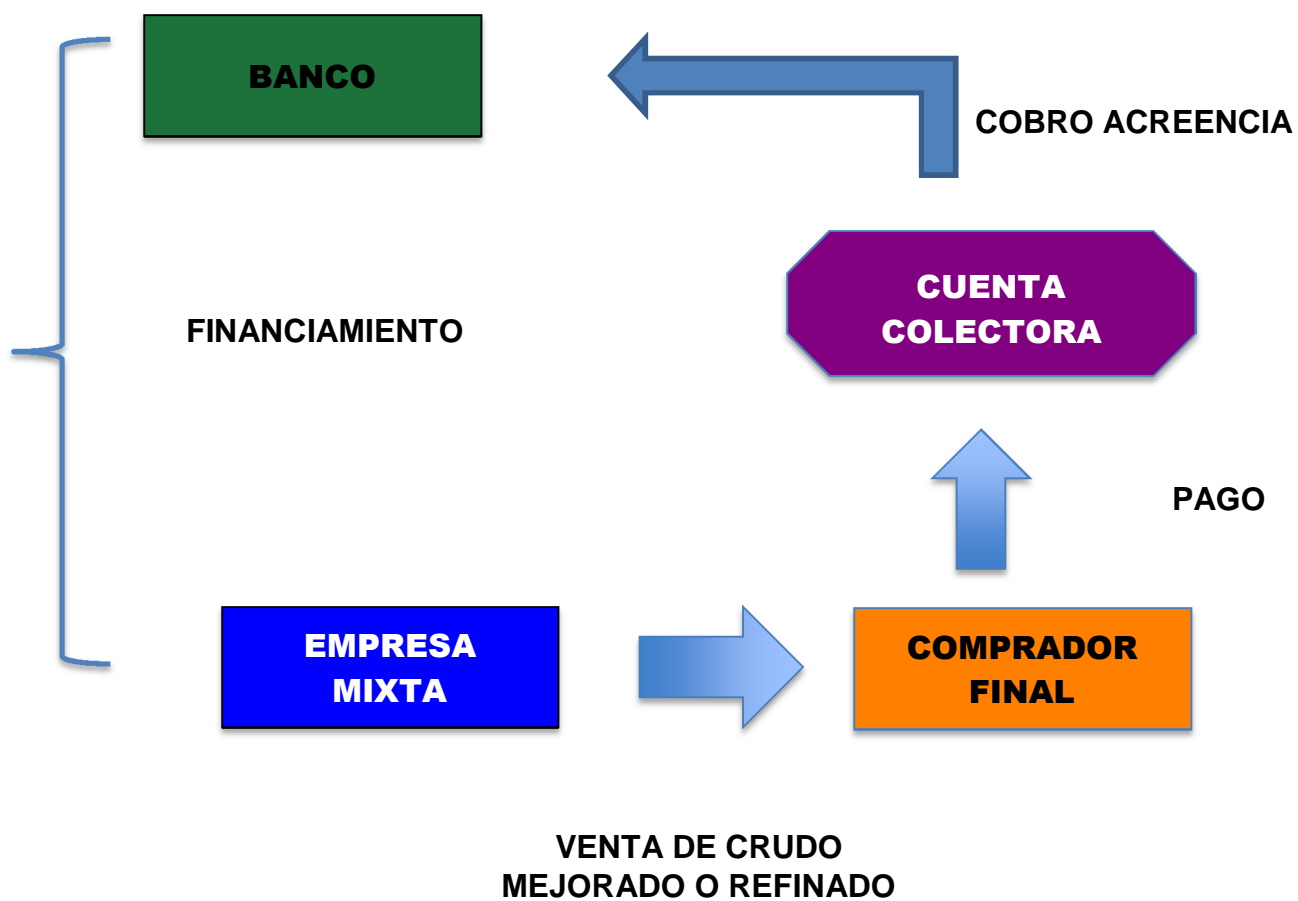 BANCO
COBRO ACREENCIA
CUENTA
COLECTORA
FINANCIAMIENTO
PAGO
EMPRESA
MIXTA
COMPRADOR
FINAL
VENTA DE CRUDO
MEJORADO O REFINADO